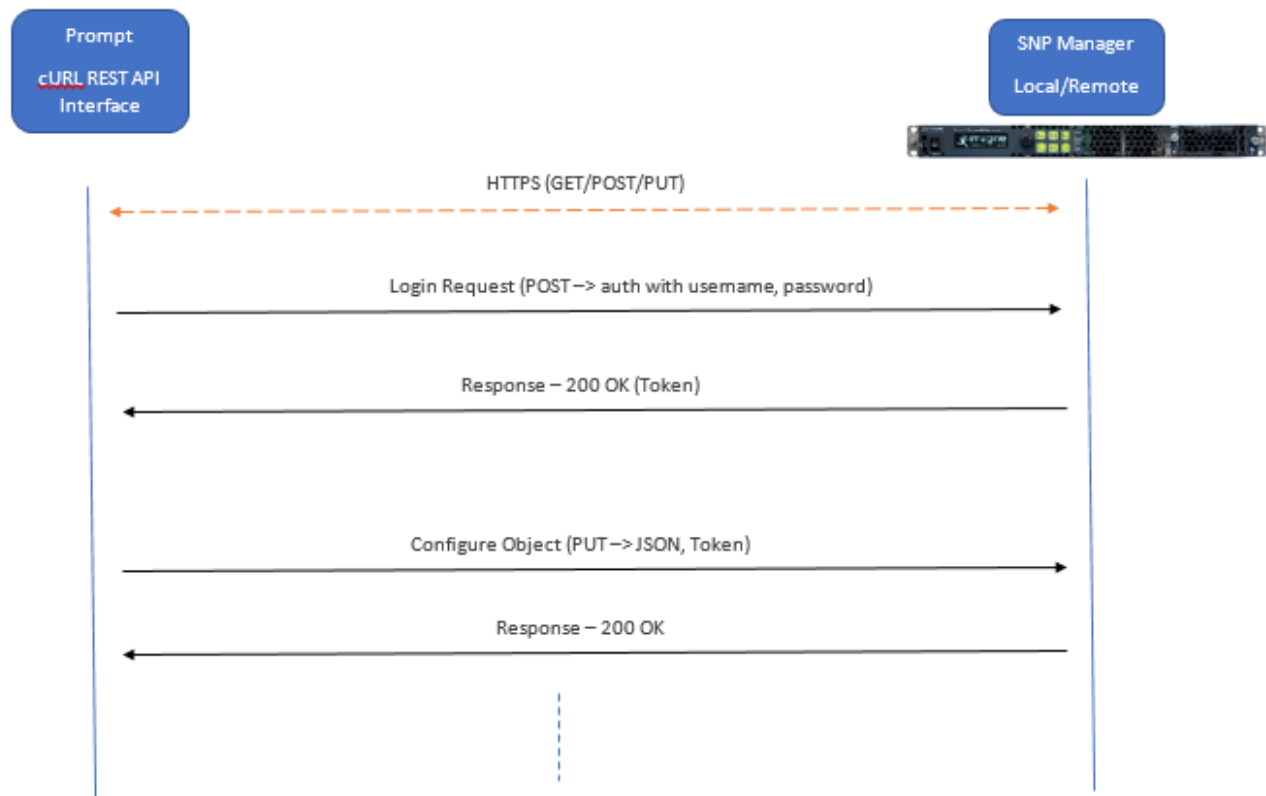 Prompt
cURL REST API
Interface
SNP Manager
Local/Remote
HTTPS (GET/POST/PUT)
Login Request (POST–> auth with username, password)
Response – 200 OK (Token)
Configure Object (PUT–>JSON, Token)
Response – 200 OK